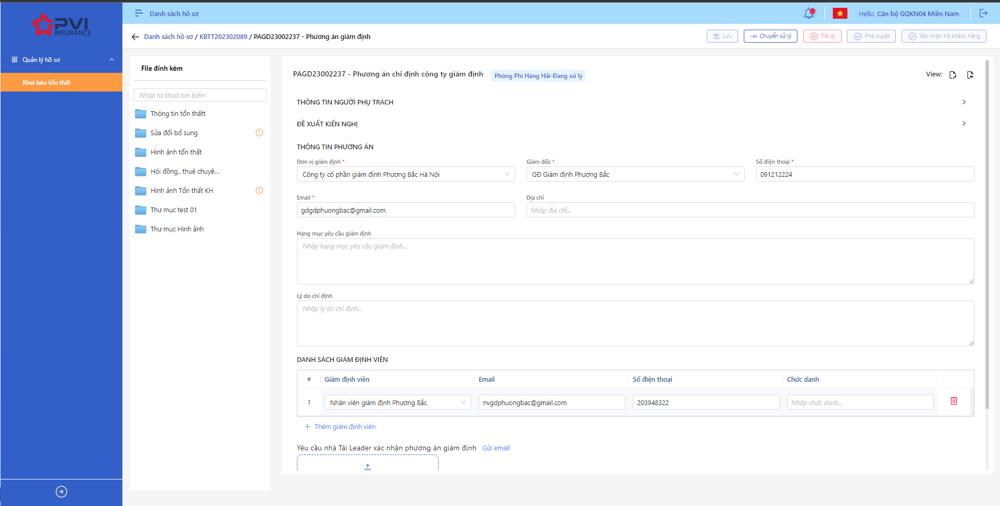 PVI
INSURANCE
Quản lý hồ sơ
Khai báo tổn thất
Danh sách hồ sơ
Hello, Cán bộ GQKN04 Miền Nam
Danh sách hồ sơ / KBTT202302089 / PAGD23002237 - Phương án giám định
Lưu
Chuyển xử lý
Trả lại
Phê duyệt
Xác nhận hộ khách hàng
File đính kèm
Nhập từ khoá tìm kiếm
Thông tin tổn thấtt
Sửa đổi bổ sung
Hình ảnh tổn thất
Hội đồng,. thuê chuyê...
Hình ảnh Tổn thất KH
Thư mục test 01
Thư mục Hình ảnh
PAGD23002237 - Phương án chỉ định công ty giám định
Phòng Phi Hàng Hải-Đang xử lý
View:
THÔNG TIN NGƯỜI PHỤ TRÁCH
ĐỀ XUẤT KIẾN NGHỊ
THÔNG TIN PHƯƠNG ÁN
Đơn vị giám định *
Giám đốc *
Số điện thoại *
Công ty cố phần giám định Phương Bắc Hà Nội
GĐ Giám định Phương Bắc
091212224
Email *
Địa chỉ
gdgdphuongbac@gmail.com
Nhập địa chỉ...
Hạng mục yêu cầu giám định
Nhập hạng mục yêu cầu giám định...
Lý do chỉ định
Nhập lý do chỉ định...
DANH SÁCH GIÁM ĐỊNH VIÊN
# Giám định viên Email Số điện thoại Chức danh
1 Nhân viên giám định Phương Bắc nvgdphuongbac@gmail.com 203948322 Nhập chức danh...
+ Thêm giám định viên
Yêu cầu nhà Tái Leader xác nhận phương án giám định Gửi email